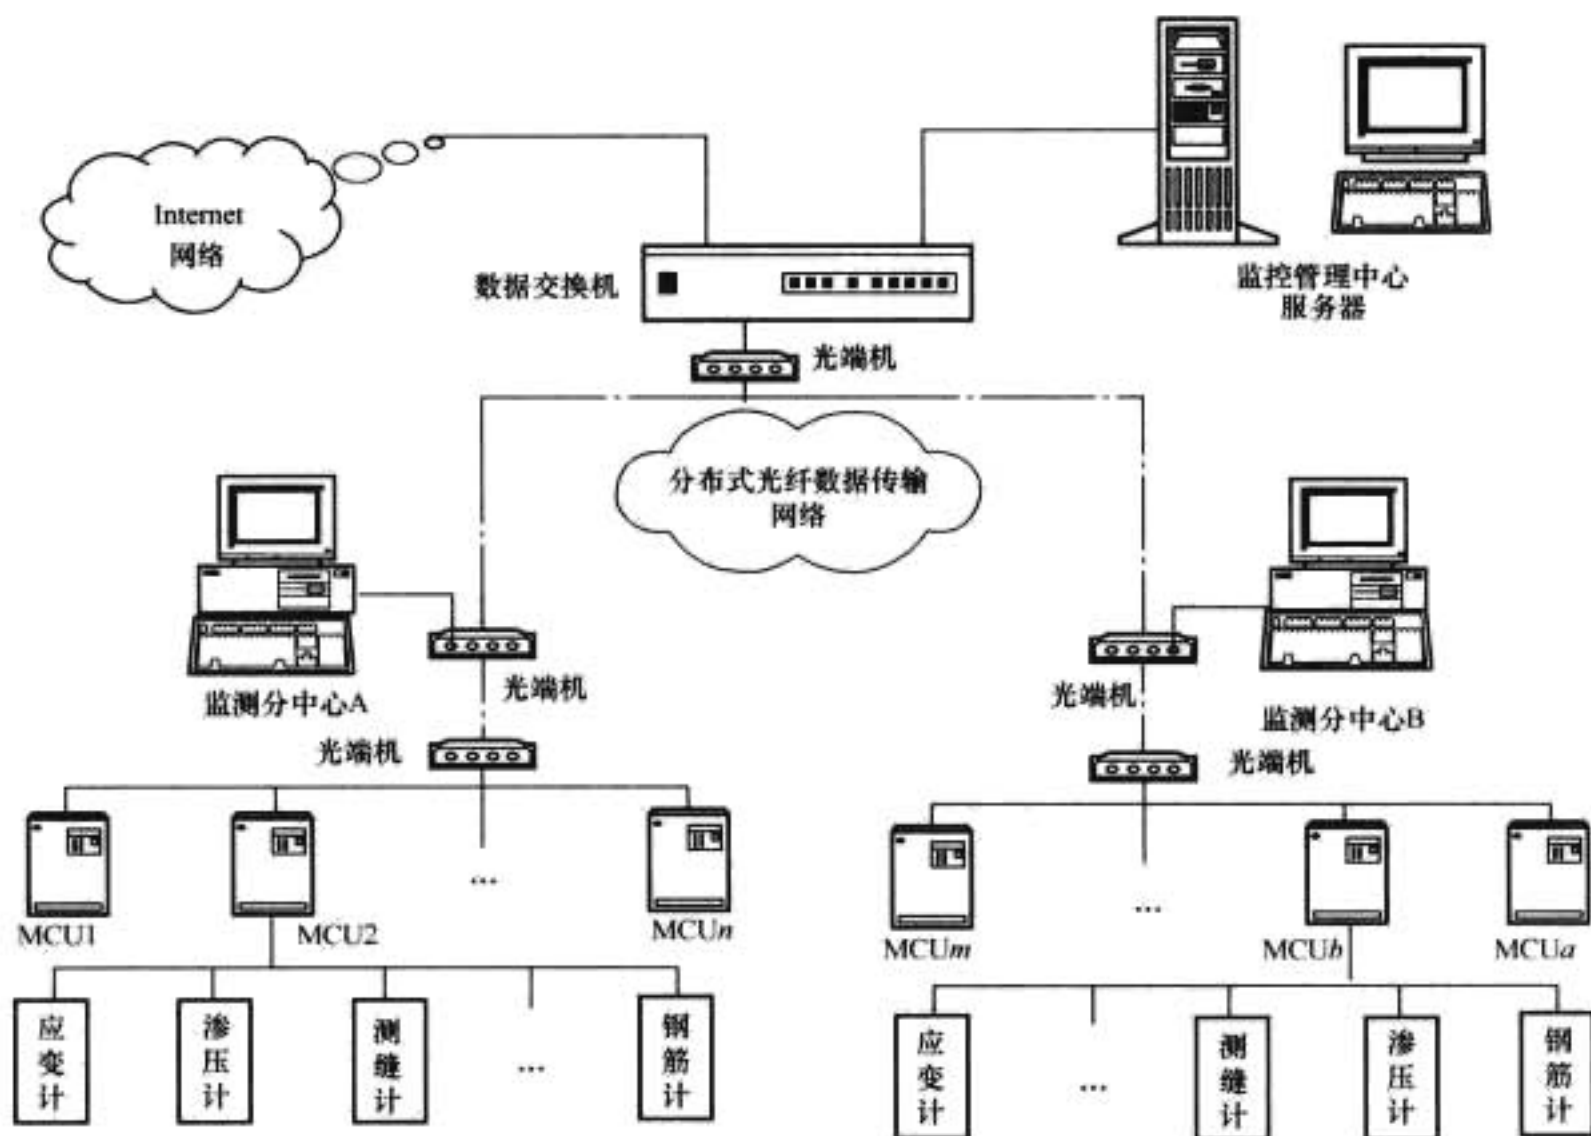 Internet
网络
数据交换机
监控管理中心
服务器
光端机
分布式光纤数据传输
网络
监测分中心A
光端机
光端机
监测分中心B
光端机
光端机
MCU1
MCU2
...
MCUn
MCUm
...
MCUb
MCUa
应变计
渗压计
测缝计
...
钢筋计
应变计
...
测缝计
渗压计
钢筋计